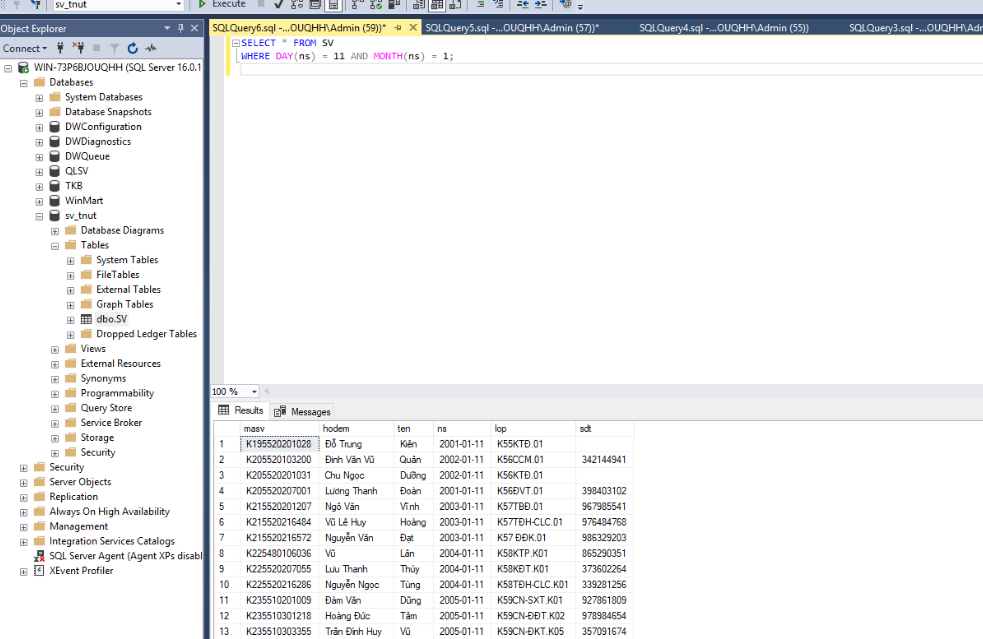 sv_tnut
Execute
Object Explorer
Connect
SQLQuery6.sql -...OUQHH\Admin (59))*
SQLQuery5.sql -...OUQHH\Admin (57))*
SQLQuery4.sql -...OUQHH\Admin (55))
SQLQuery3.sql -...OUQHH\Adm
SELECT * FROM SV
WHERE DAY(ns) = 11 AND MONTH(ns) = 1;
WIN-73P6BJOUQHH (SQL Server 16.0.1
Databases
System Databases
Database Snapshots
DWConfiguration
DWDiagnostics
DWQueue
QLSV
TKB
WinMart
sv_tnut
Database Diagrams
Tables
System Tables
FileTables
External Tables
Graph Tables
dbo.SV
Dropped Ledger Tables
Views
External Resources
Synonyms
Programmability
Query Store
Service Broker
Storage
Security
Security
Server Objects
Replication
Always On High Availability
Management
Integration Services Catalogs
SQL Server Agent (Agent XPs disabl
XEvent Profiler
100 %
Results Messages
masv hodem ten ns lop sdt
1 K195520201028 Đỗ Trung Kiên 2001-01-11 K55KTĐ.01
2 K205520103200 Đinh Văn Vũ Quân 2002-01-11 K56CCM.01 342144941
3 K205520201031 Chu Ngọc Dưỡng 2002-01-11 K56KTĐ.01
4 K205520207001 Lương Thanh Đoàn 2001-01-11 K56ĐVT.01 398403102
5 K215520201207 Ngô Văn Vĩnh 2003-01-11 K57TBĐ.01 967985541
6 K215520216484 Vũ Lê Huy Hoàng 2003-01-11 K57TĐH-CLC.01 976484768
7 K215520216572 Nguyễn Văn Đạt 2003-01-11 K57 ĐĐK.01 986329203
8 K225480106036 Vũ Lân 2004-01-11 K58KTP.K01 865290351
9 K225520207055 Lưu Thanh Thúy 2004-01-11 K58KĐT.K01 373602264
10 K225520216286 Nguyễn Ngọc Tùng 2004-01-11 K58TĐH-CLC.K01 339281256
11 K235510201009 Đàm Văn Dũng 2005-01-11 K59CN-SXT.K01 927861809
12 K235510301218 Hoàng Đức Tâm 2005-01-11 K59CN-ĐĐT.K02 978984654
13 K235510303355 Trần Đình Huy Vũ 2005-01-11 K59CN-ĐKT.K05 357091674